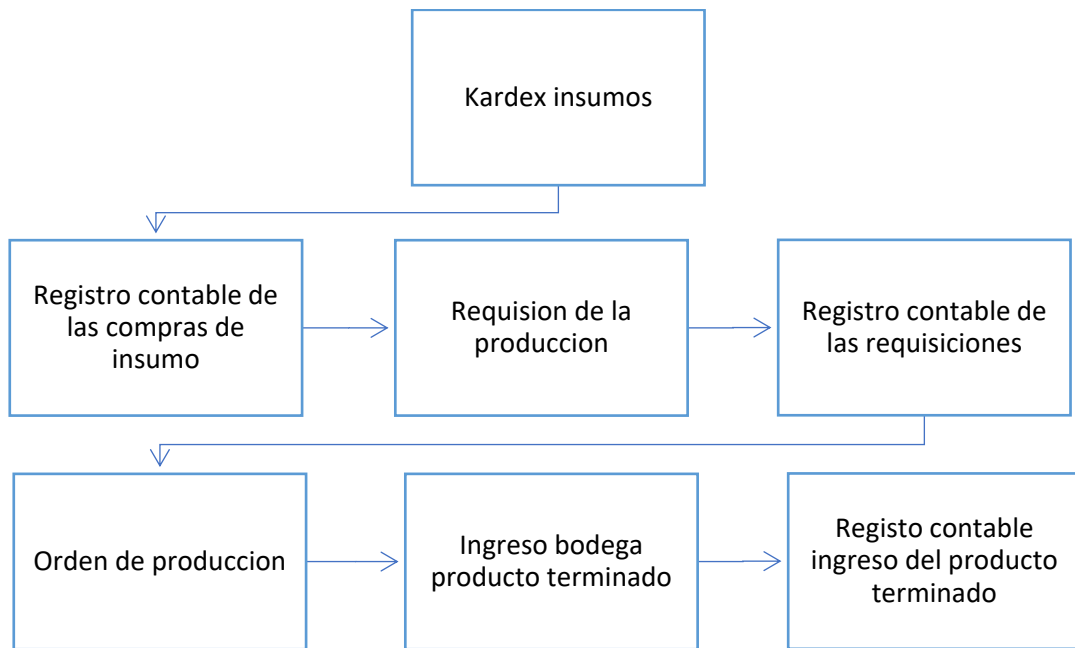 Kardex insumos
Registro contable de
las compras de
insumo
Requision de la
produccion
Registro contable de
las requisiciones
Orden de produccion
Ingreso bodega
producto terminado
Registo contable
ingreso del producto
terminado